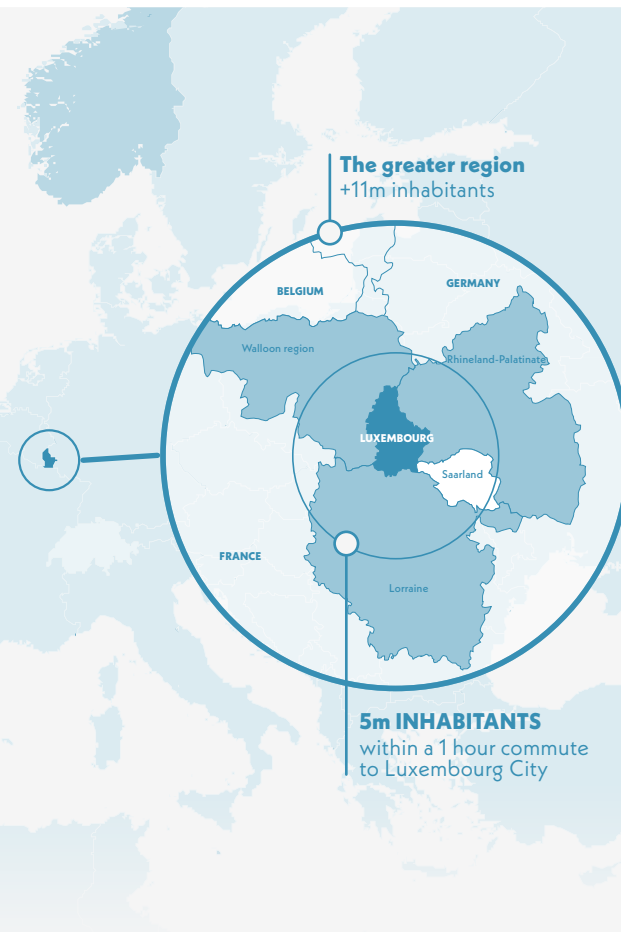 The greater region
+11m inhabitants
BELGIUM
GERMANY
Walloon region
Rhineland-Palatinate
LUXEMBOURG
Saarland
FRANCE
Lorraine
5m INHABITANTS
within a 1 hour commute
to Luxembourg City